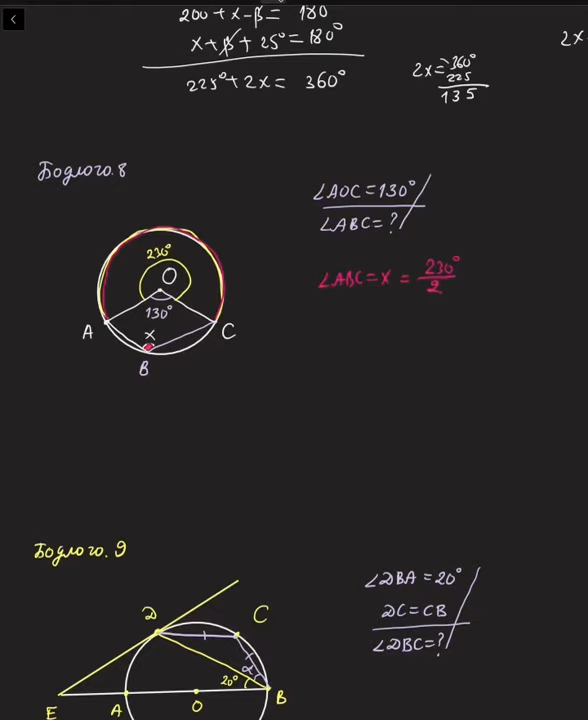 200 + x - β = 180
x + β + 25° = 180°
225° + 2x = 360°
2x = 360°
225
135
2x
Бодлого. 8
∠AOC = 130°
∠ABC = ?
230°
O
∠ABC = x = 230°/2
130°
A
C
x
B
Бодлого. 9
∠DBA = 20°
D
C
DC = CB
∠DBC = ?
α
20°
B
E
A
O